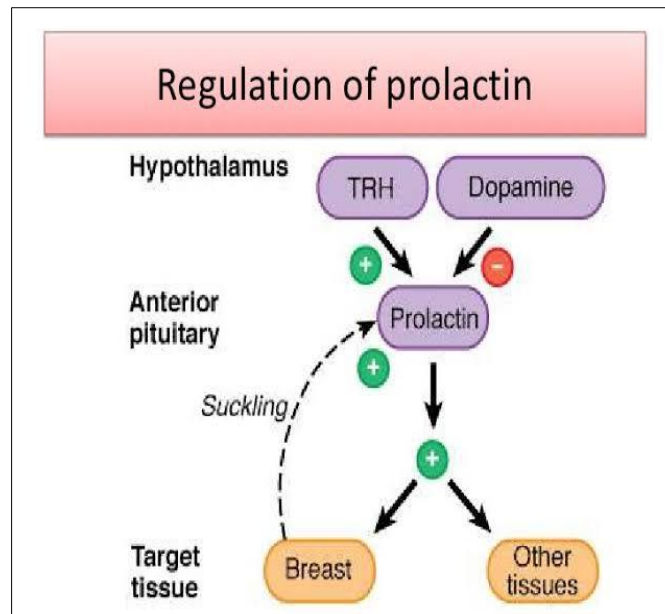 Regulation of prolactin
Hypothalamus
TRH
Dopamine
+
−
Anterior
pituitary
Prolactin
+
Suckling
+
Target
tissue
Breast
Other
tissues